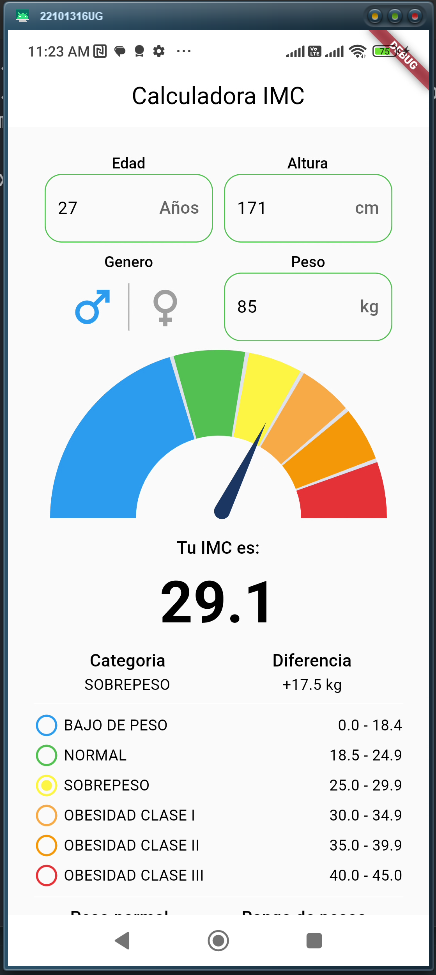 22101316UG
11:23 AM
75
DEBUG
Calculadora IMC
Edad
Altura
27 Años
171 cm
Genero
Peso
85 kg
Tu IMC es:
29.1
Categoria
Diferencia
SOBREPESO
+17.5 kg
BAJO DE PESO 0.0 - 18.4
NORMAL 18.5 - 24.9
SOBREPESO 25.0 - 29.9
OBESIDAD CLASE I 30.0 - 34.9
OBESIDAD CLASE II 35.0 - 39.9
OBESIDAD CLASE III 40.0 - 45.0